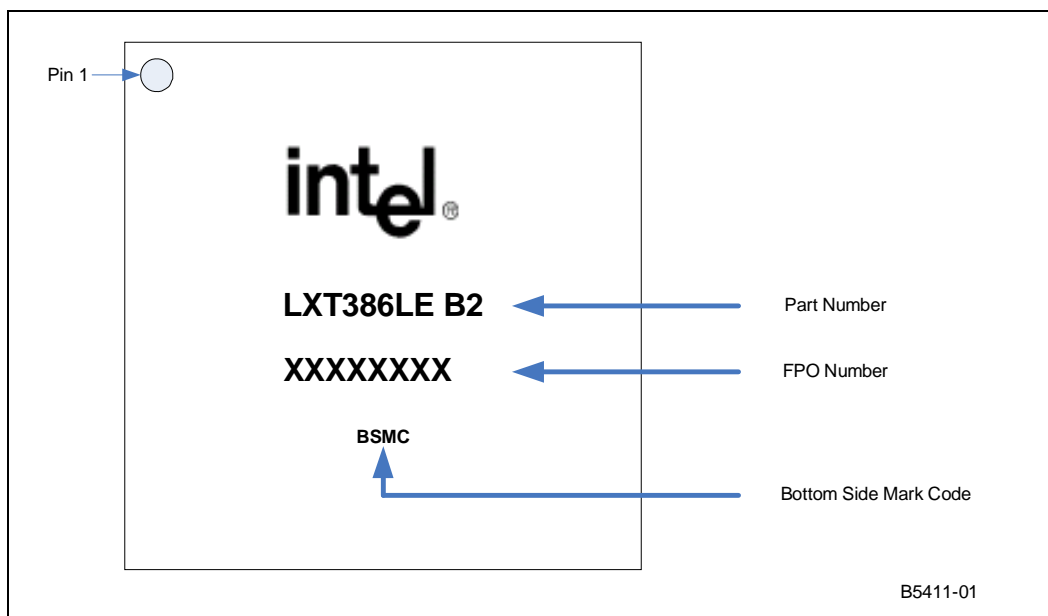 Pin 1
intel®
LXT386LE B2
Part Number
XXXXXXXX
FPO Number
BSMC
Bottom Side Mark Code
B5411-01